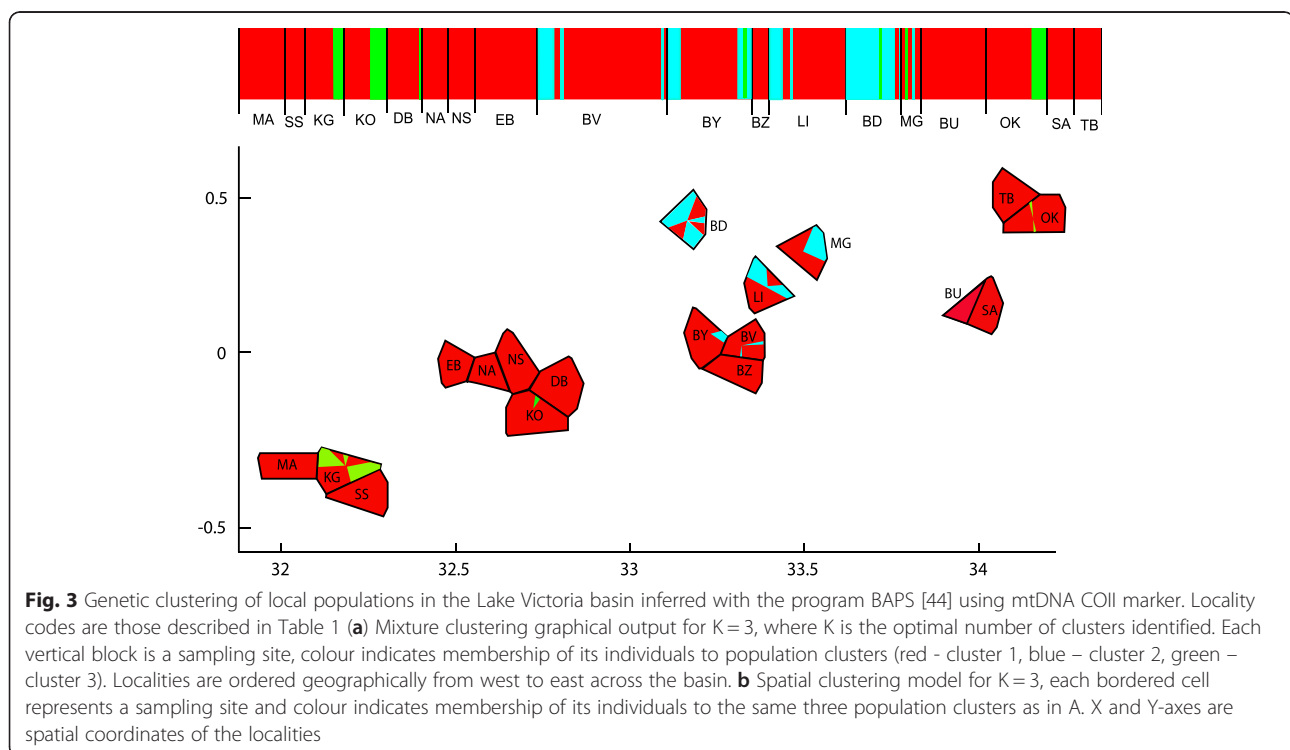 MA SS KG KO DB NA NS EB BV BY BZ LI BD MG BU OK SA TB
0.5
TB
OK
BD
MG
LI
BU
SA
BY
BV
BZ
0
EB
NA
NS
DB
KO
MA
KG
SS
-0.5
32 32.5 33 33.5 34
Fig. 3 Genetic clustering of local populations in the Lake Victoria basin inferred with the program BAPS [44] using mtDNA COII marker. Locality
codes are those described in Table 1 (a) Mixture clustering graphical output for K = 3, where K is the optimal number of clusters identified. Each
vertical block is a sampling site, colour indicates membership of its individuals to population clusters (red - cluster 1, blue – cluster 2, green –
cluster 3). Localities are ordered geographically from west to east across the basin. b Spatial clustering model for K = 3, each bordered cell
represents a sampling site and colour indicates membership of its individuals to the same three population clusters as in A. X and Y-axes are
spatial coordinates of the localities